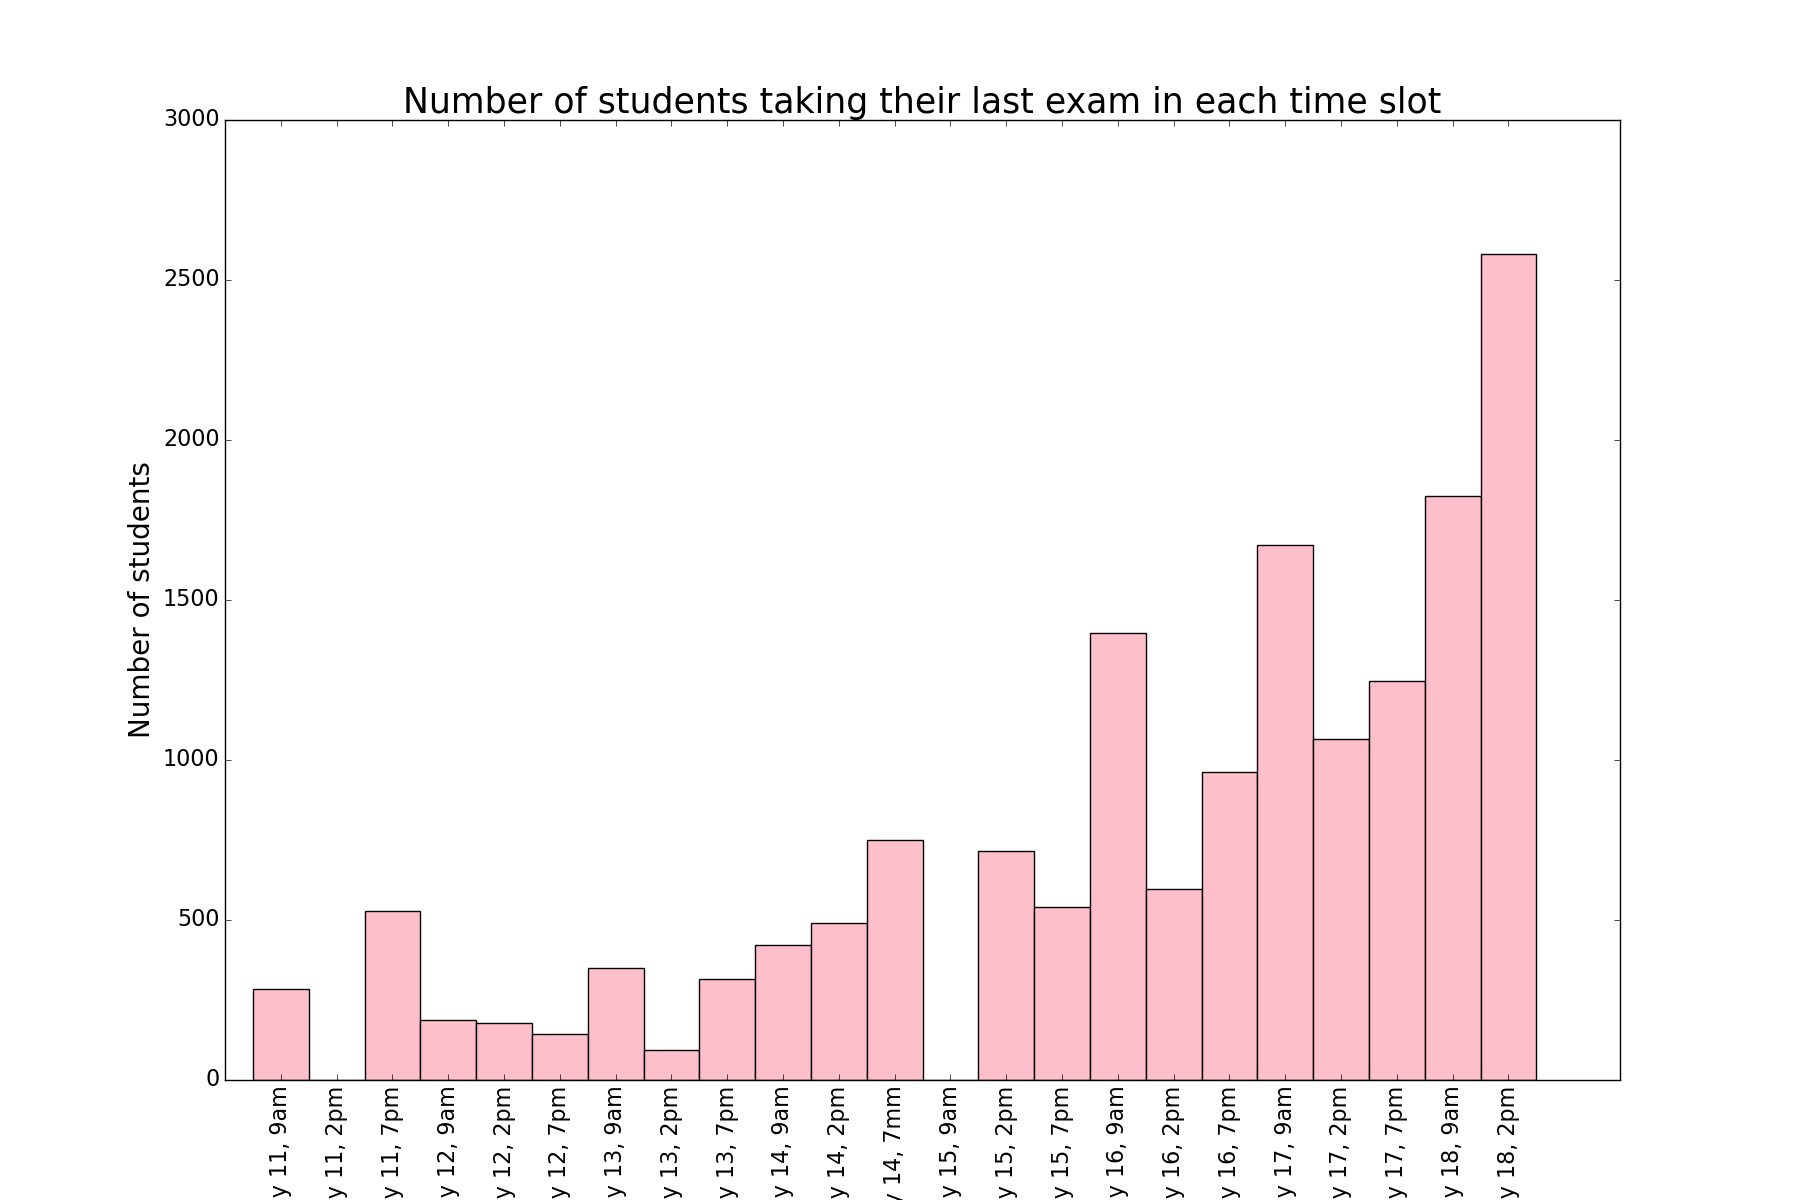 Number of students taking their last exam in each time slot
Number of students
3000
2500
2000
1500
1000
500
0
y 11, 9am
y 11, 2pm
y 11, 7pm
y 12, 9am
y 12, 2pm
y 12, 7pm
y 13, 9am
y 13, 2pm
y 13, 7pm
y 14, 9am
y 14, 2pm
y 14, 7mm
y 15, 9am
y 15, 2pm
y 15, 7pm
y 16, 9am
y 16, 2pm
y 16, 7pm
y 17, 9am
y 17, 2pm
y 17, 7pm
y 18, 9am
y 18, 2pm